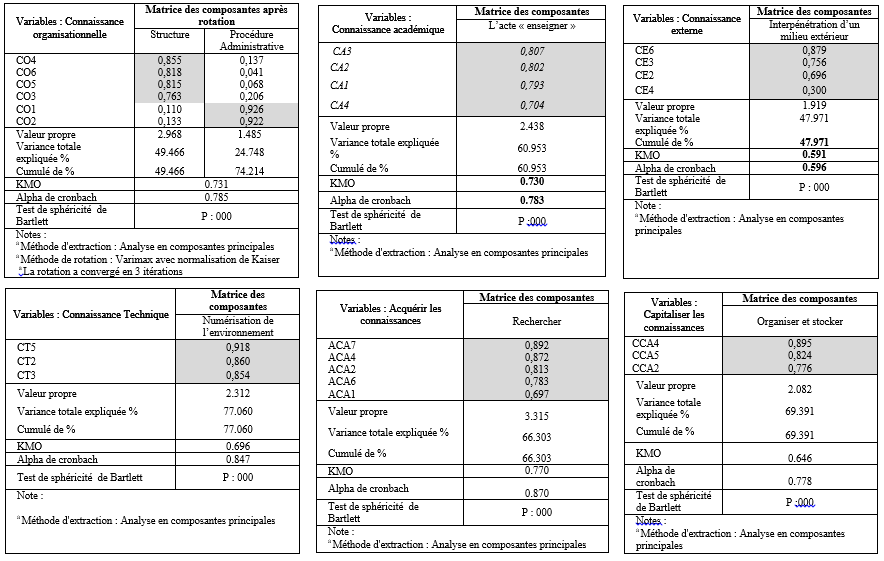 Variables : Connaissance organisationnelle
Matrice des composantes après rotation
Structure
Procédure Administrative
CO4 0,855 0,137
CO6 0,818 0,041
CO5 0,815 0,068
CO3 0,763 0,206
CO1 0,110 0,926
CO2 0,133 0,922
Valeur propre 2.968 1.485
Variance totale expliquée % 49.466 24.748
Cumulé de % 49.466 74.214
KMO 0.731
Alpha de cronbach 0.785
Test de sphéricité de Bartlett P : 000
Notes :
ªMéthode d'extraction : Analyse en composantes principales
ªMéthode de rotation : Varimax avec normalisation de Kaiser
ªLa rotation a convergé en 3 itérations
Variables : Connaissance académique
Matrice des composantes
L'acte « enseigner »
CA3 0,807
CA2 0,802
CA1 0,793
CA4 0,704
Valeur propre 2.438
Variance totale expliquée % 60.953
Cumulé de % 60.953
KMO 0.730
Alpha de cronbach 0.783
Test de sphéricité de Bartlett P :000
Notes :
ªMéthode d'extraction : Analyse en composantes principales
Variables : Connaissance externe
Matrice des composantes
Interpénétration d'un milieu extérieur
CE6 0,879
CE3 0,756
CE2 0,696
CE4 0,300
Valeur propre 1.919
Variance totale expliquée % 47.971
Cumulé de % 47.971
KMO 0.591
Alpha de cronbach 0.596
Test de sphéricité de Bartlett P : 000
Note :
ªMéthode d'extraction : Analyse en composantes principales
Variables : Connaissance Technique
Matrice des composantes
Numérisation de l'environnement
CT5 0,918
CT2 0,860
CT3 0,854
Valeur propre 2.312
Variance totale expliquée % 77.060
Cumulé de % 77.060
KMO 0.696
Alpha de cronbach 0.847
Test de sphéricité de Bartlett P : 000
Note :
ªMéthode d'extraction : Analyse en composantes principales
Variables : Acquérir les connaissances
Matrice des composantes
Rechercher
ACA7 0,892
ACA4 0,872
ACA2 0,813
ACA6 0,783
ACA1 0,697
Valeur propre 3.315
Variance totale expliquée % 66.303
Cumulé de % 66.303
KMO 0.770
Alpha de cronbach 0.870
Test de sphéricité de Bartlett P : 000
Note :
ªMéthode d'extraction : Analyse en composantes principales
Variables : Capitaliser les connaissances
Matrice des composantes
Organiser et stocker
CCA4 0,895
CCA5 0,824
CCA2 0,776
Valeur propre 2.082
Variance totale expliquée % 69.391
Cumulé de % 69.391
KMO 0.646
Alpha de cronbach 0.778
Test de sphéricité de Bartlett P :000
Notes :
ªMéthode d'extraction : Analyse en composantes principales